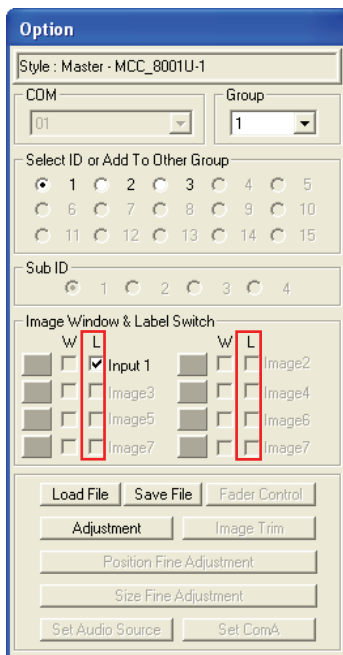 Option
Style : Master - MCC_8001U-1
COM Group
01 1
Select ID or Add To Other Group
1 2 3 4 5
6 7 8 9 10
11 12 13 14 15
Sub ID
1 2 3 4
Image Window & Label Switch
W L W L
Input 1 Image2
Image3 Image4
Image5 Image6
Image7 Image7
Load File Save File Fader Control
Adjustment Image Trim
Position Fine Adjustment
Size Fine Adjustment
Set Audio Source Set ComA